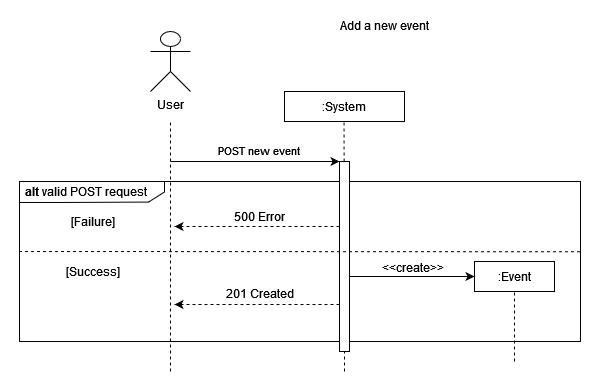 Add a new event
User
:System
POST new event
alt valid POST request
[Failure]
500 Error
[Success]
<<create>>
:Event
201 Created